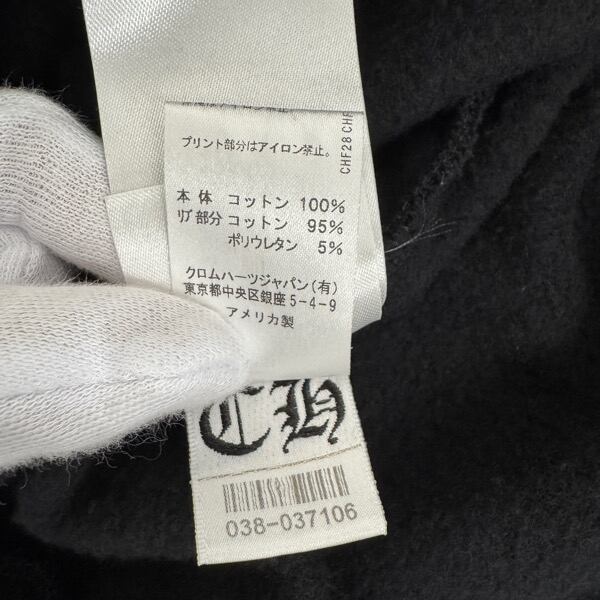 プリント部分はアイロン禁止。
CHF28 CHF
本体 コットン 100%
リブ部分 コットン 95%
ポリウレタン 5%
クロムハーツジャパン(有)
東京都中央区銀座5-4-9
アメリカ製
CH
038-037106